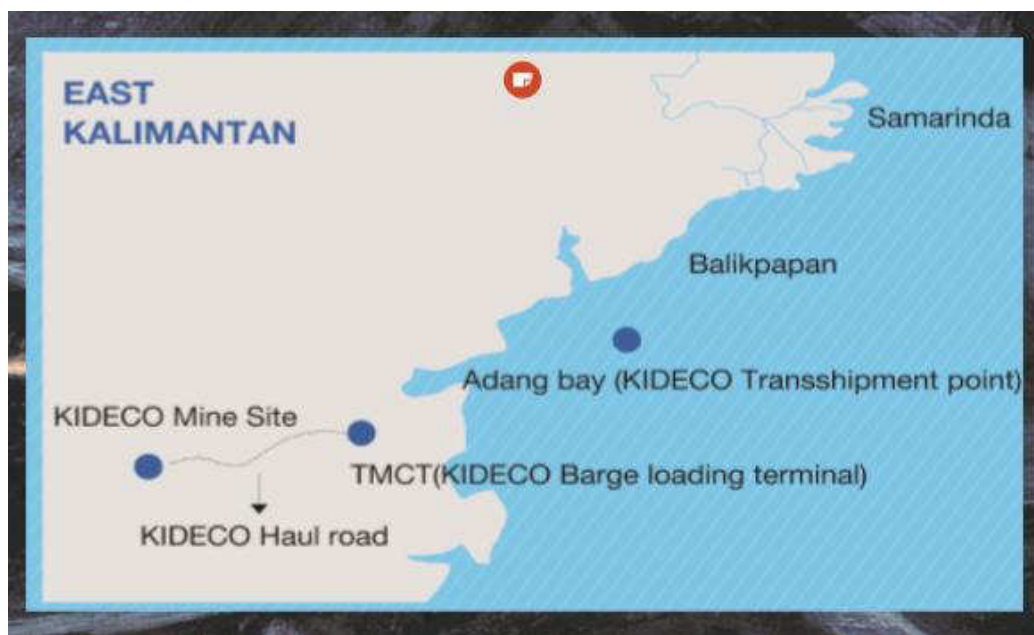 EAST
KALIMANTAN
Samarinda
Balikpapan
Adang bay (KIDECO Transshipment point)
KIDECO Mine Site
TMCT(KIDECO Barge loading terminal)
KIDECO Haul road